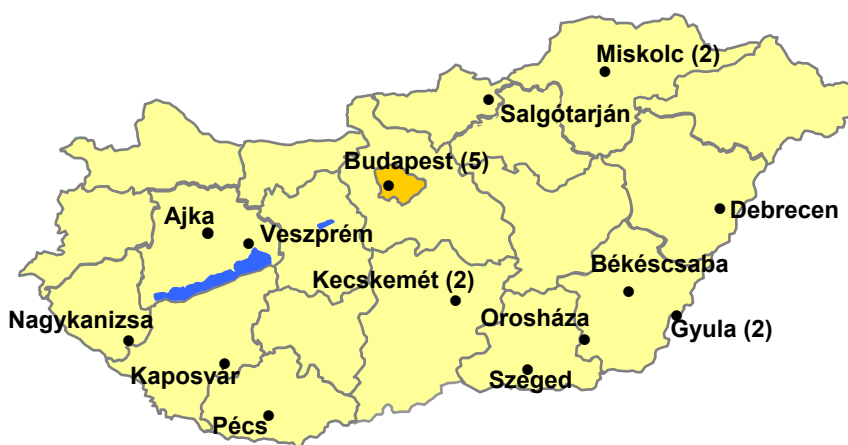 Miskolc (2)
Salgótarján
Budapest (5)
Debrecen
Ajka
Veszprém
Békéscsaba
Kecskemét (2)
Nagykanizsa
Orosháza
Gyula (2)
Kaposvár
Szeged
Pécs